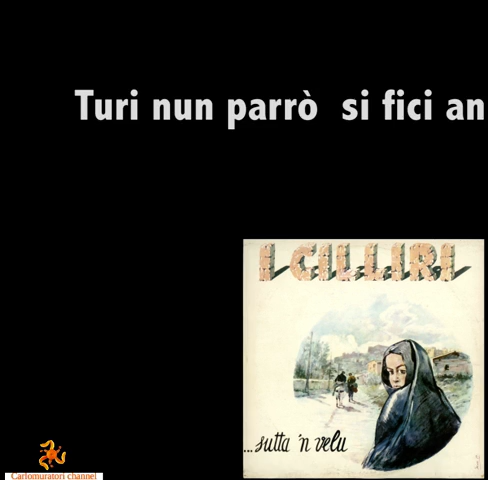 Turi nun parrò si fici an
I CILLIRI
...sutta 'n velu
Carlomuratori channel